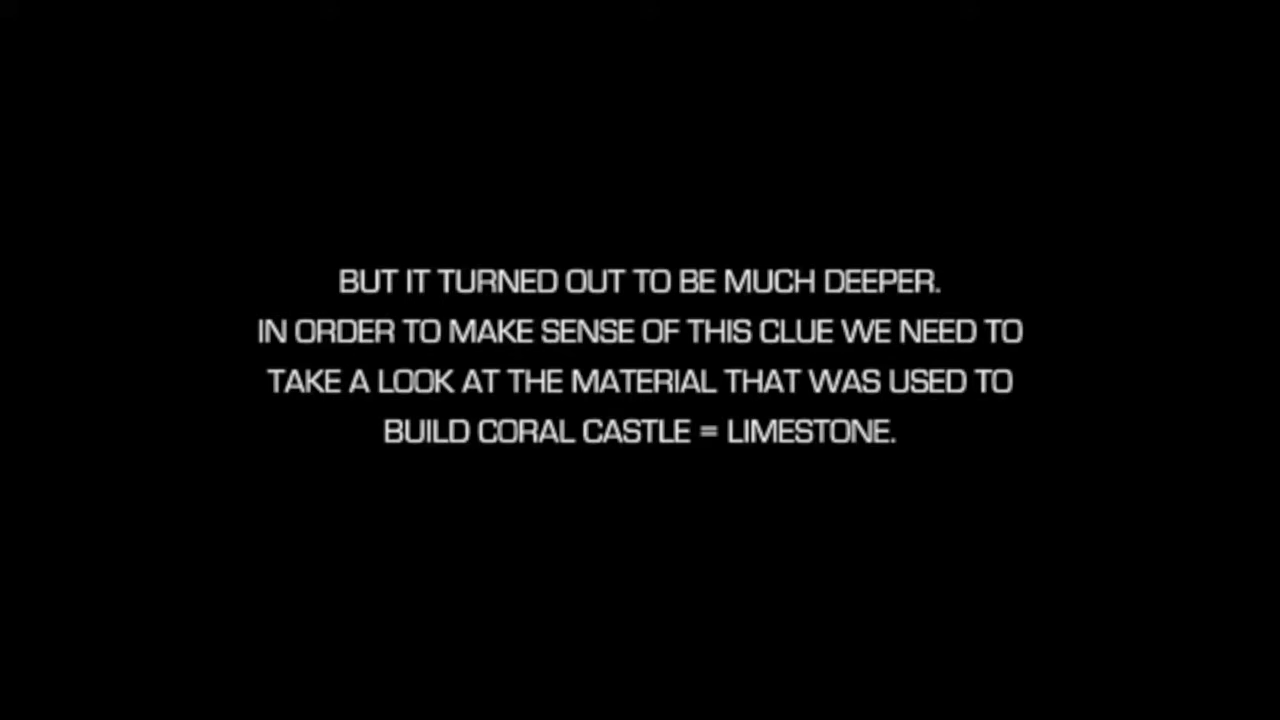 BUT IT TURNED OUT TO BE MUCH DEEPER.
IN ORDER TO MAKE SENSE OF THIS CLUE WE NEED TO
TAKE A LOOK AT THE MATERIAL THAT WAS USED TO
BUILD CORAL CASTLE = LIMESTONE.